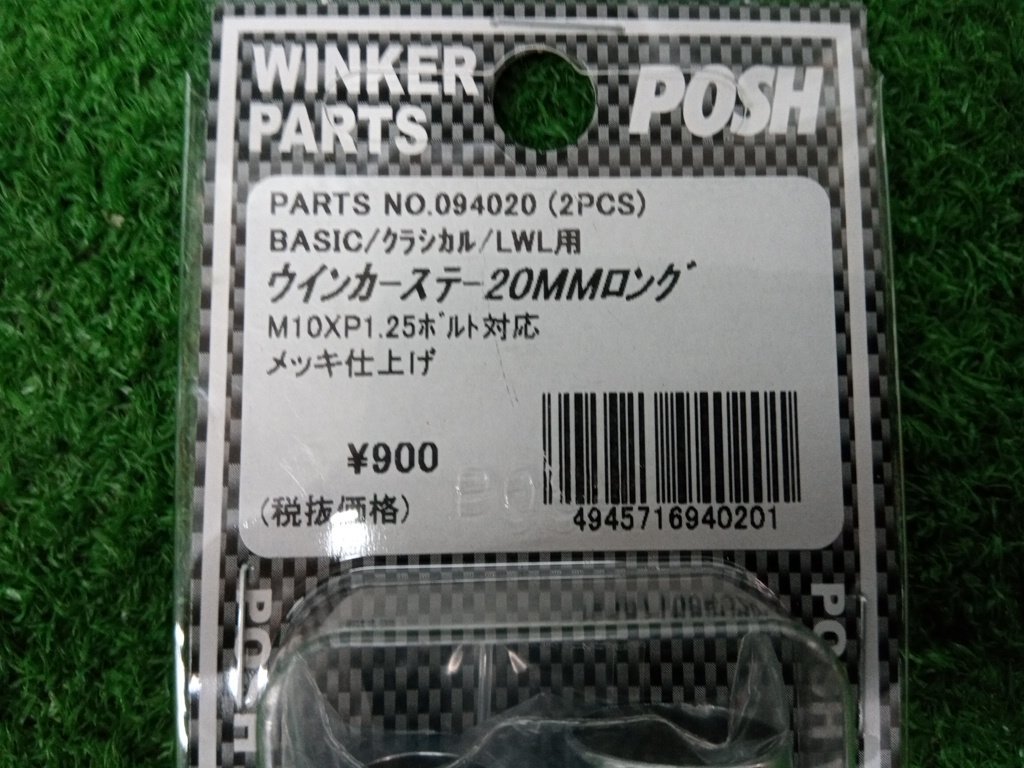 WINKER
PARTS
POSH
PARTS NO.094020 (2PCS)
BASIC/ｸﾗｼｶﾙ/LWL用
ウインカーステー20MMロング
M10XP1.25ﾎﾞﾙﾄ対応
メッキ仕上げ
¥900
(税抜価格)
4945716940201